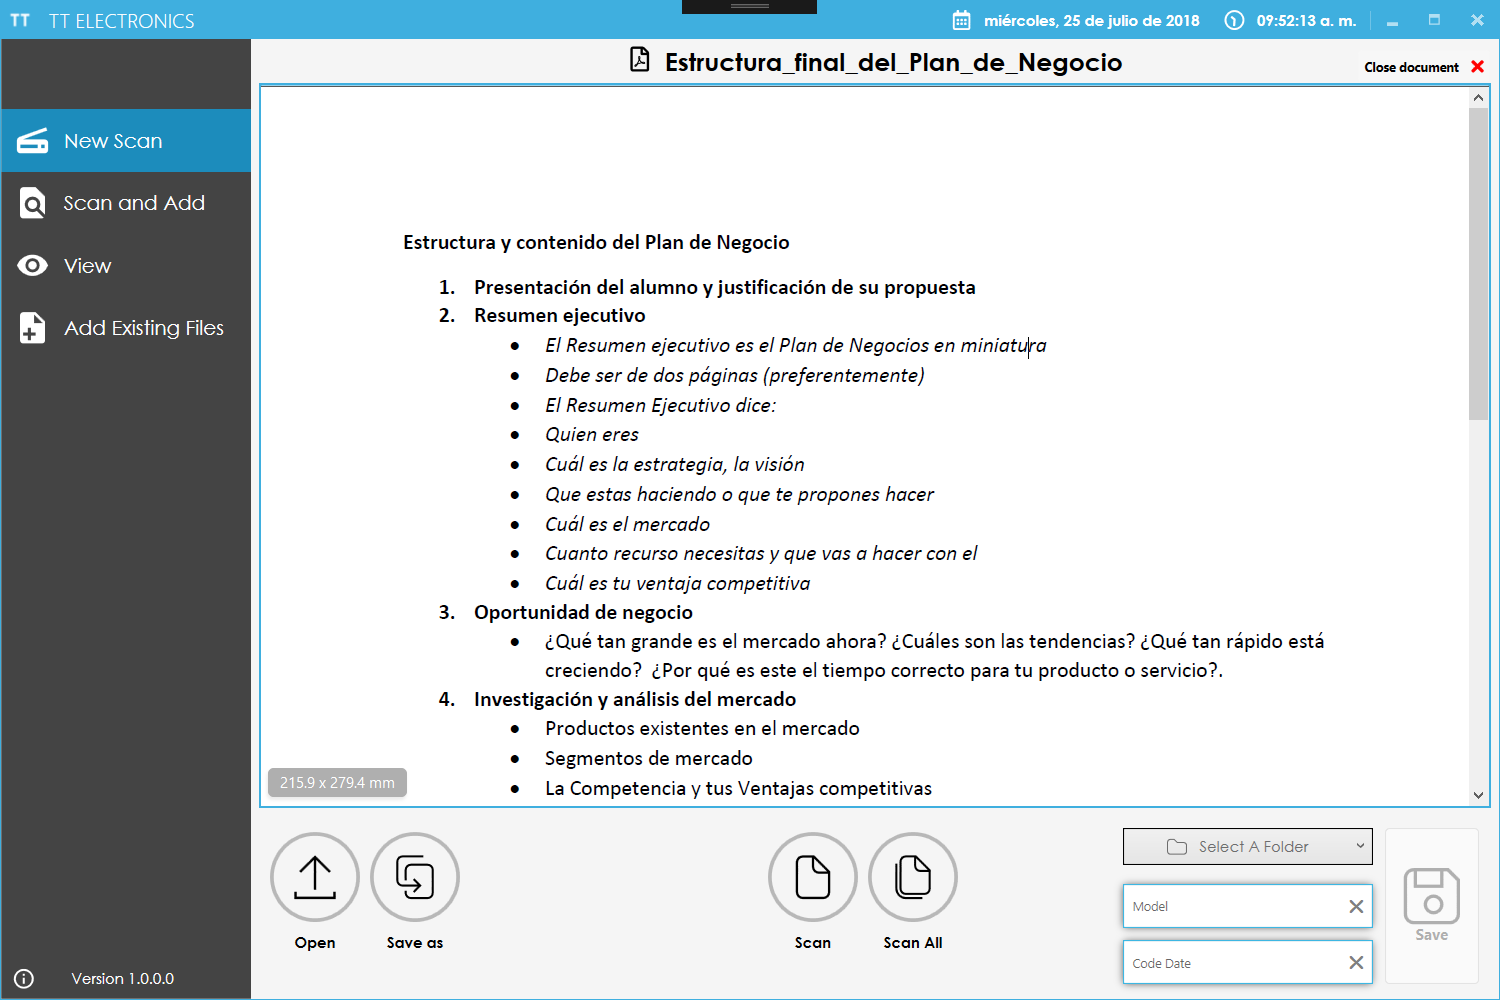 TT TT ELECTRONICS
miércoles, 25 de julio de 2018 09:52:13 a. m.
Estructura_final_del_Plan_de_Negocio
Close document
New Scan
Scan and Add
View
Add Existing Files
Estructura y contenido del Plan de Negocio
1. Presentación del alumno y justificación de su propuesta
2. Resumen ejecutivo
• El Resumen ejecutivo es el Plan de Negocios en miniatura
• Debe ser de dos páginas (preferentemente)
• El Resumen Ejecutivo dice:
• Quien eres
• Cuál es la estrategia, la visión
• Que estas haciendo o que te propones hacer
• Cuál es el mercado
• Cuanto recurso necesitas y que vas a hacer con el
• Cuál es tu ventaja competitiva
3. Oportunidad de negocio
• ¿Qué tan grande es el mercado ahora? ¿Cuáles son las tendencias? ¿Qué tan rápido está
creciendo? ¿Por qué es este el tiempo correcto para tu producto o servicio?.
4. Investigación y análisis del mercado
• Productos existentes en el mercado
• Segmentos de mercado
• La Competencia y tus Ventajas competitivas
215.9 x 279.4 mm
Open
Save as
Scan
Scan All
Select A Folder
Model
Code Date
Save
Version 1.0.0.0